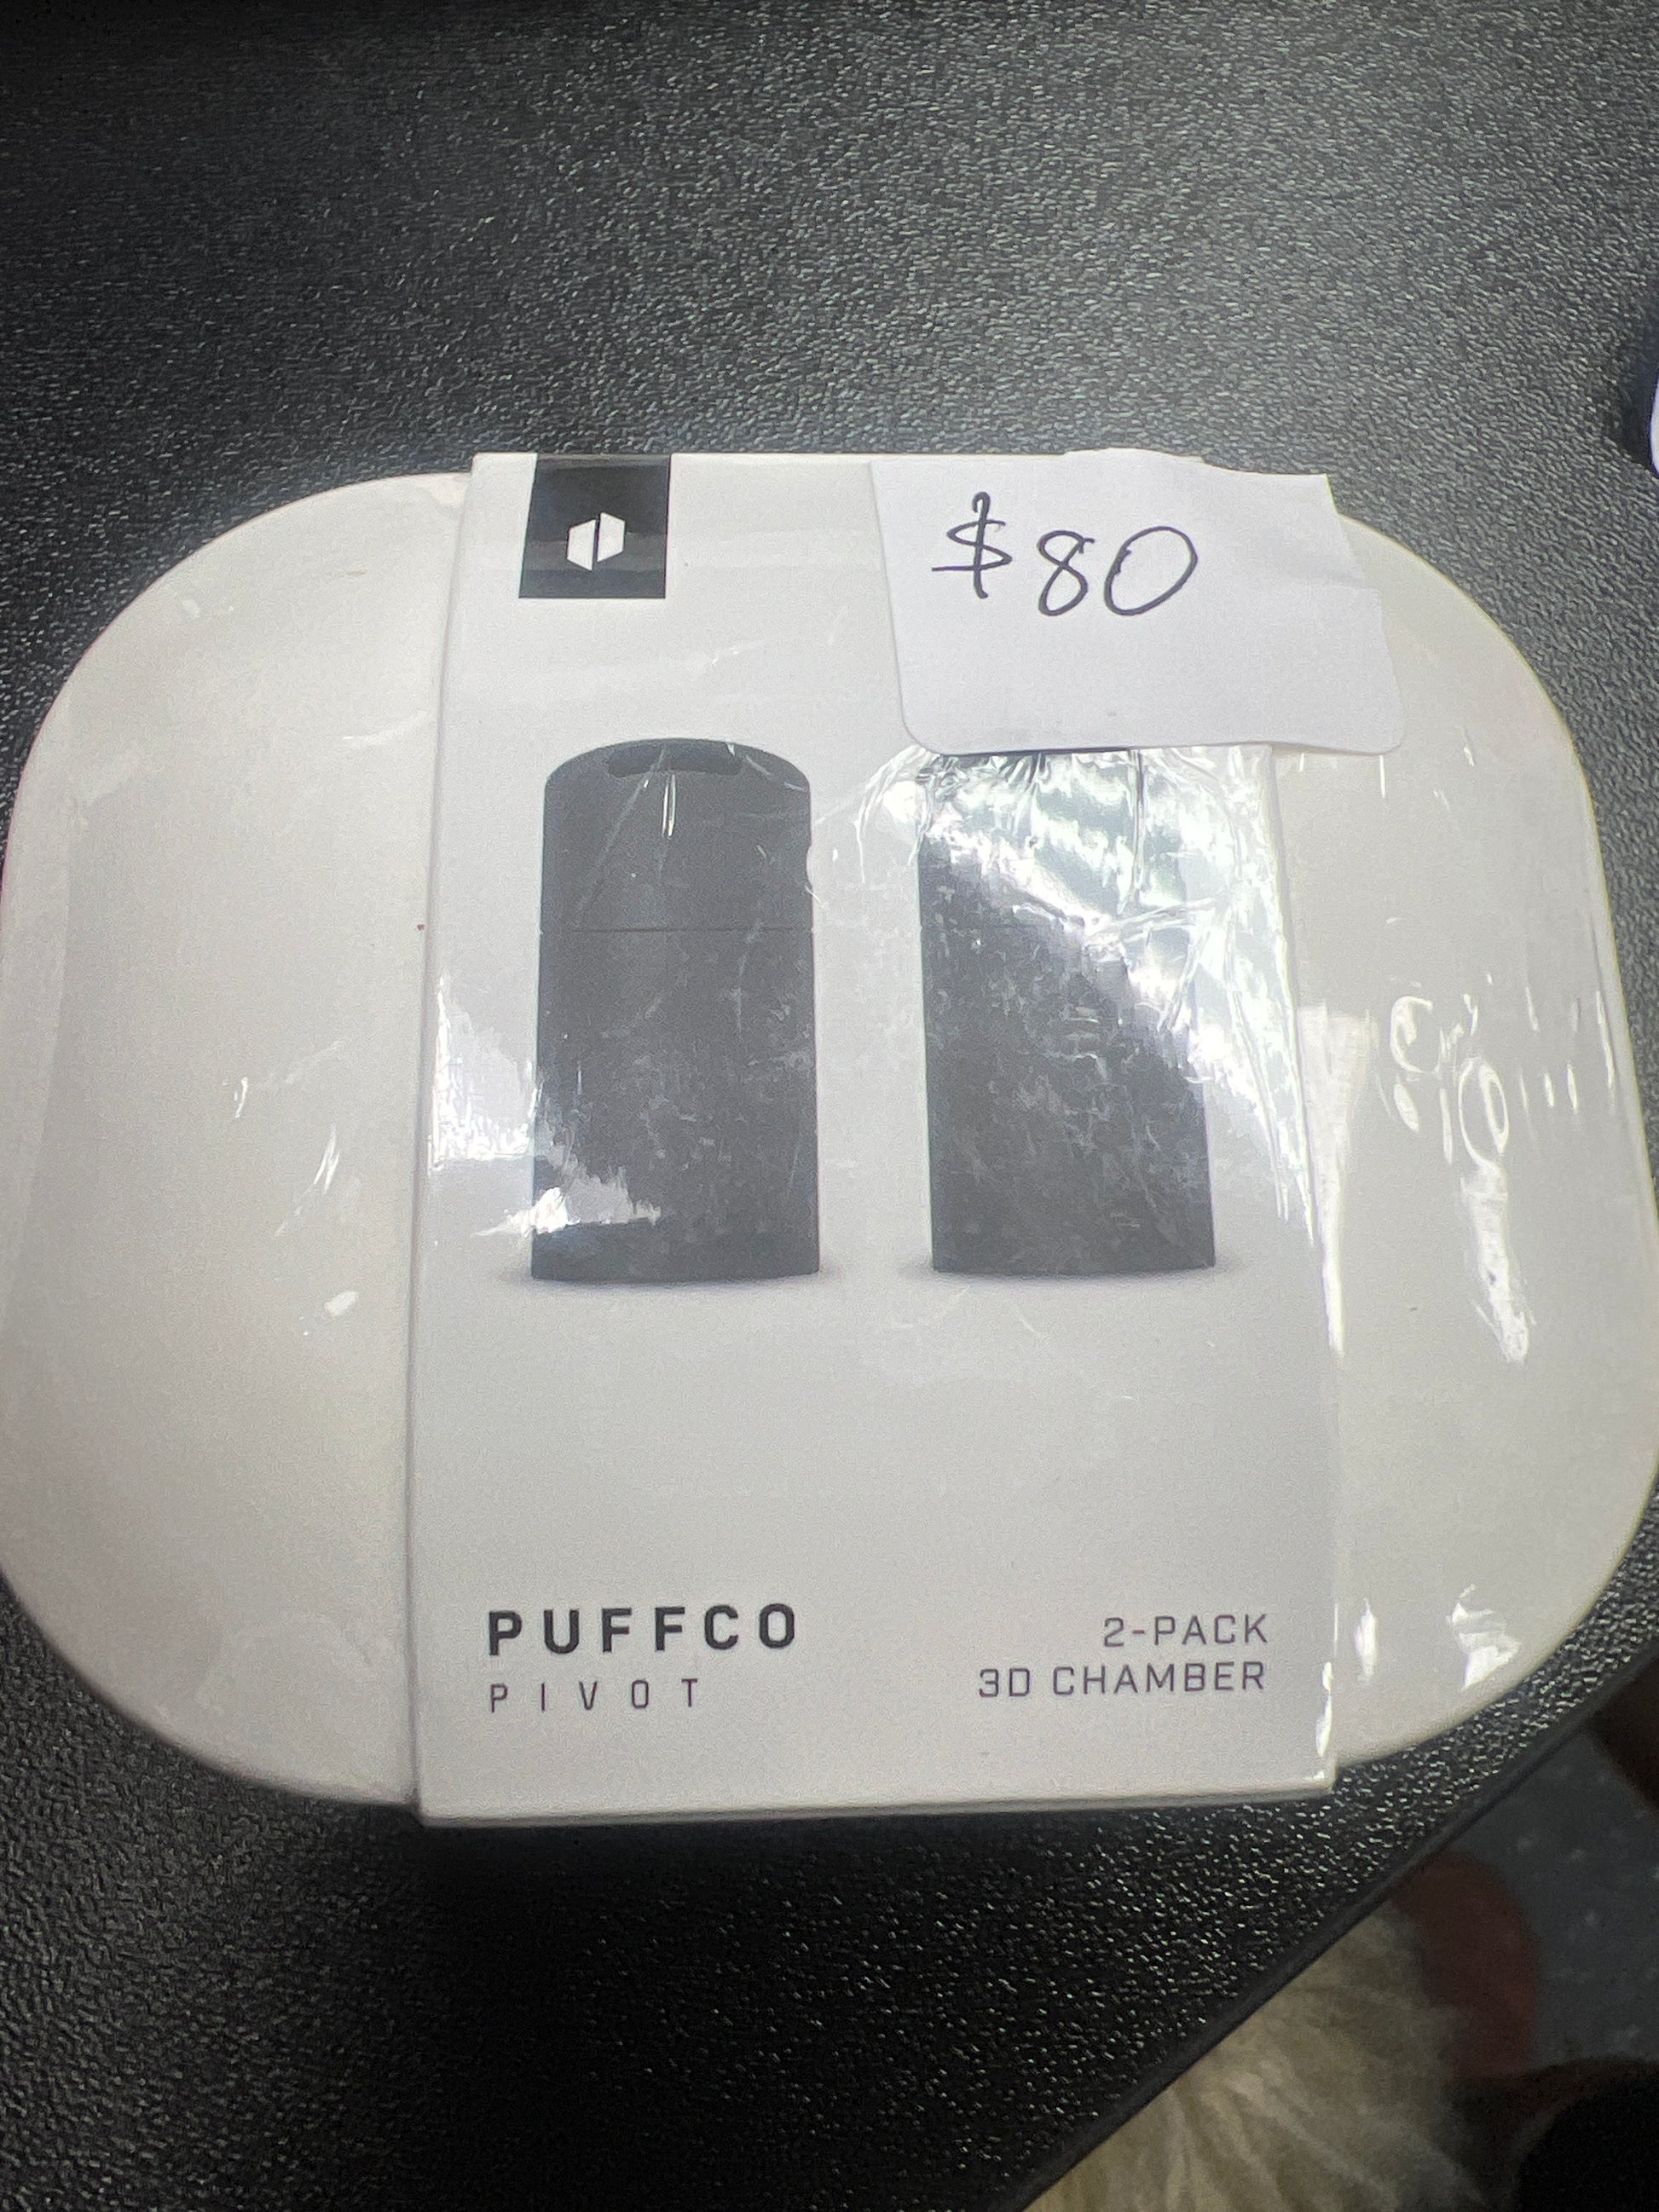 $80
PUFFCO
PIVOT
2-PACK
3D CHAMBER